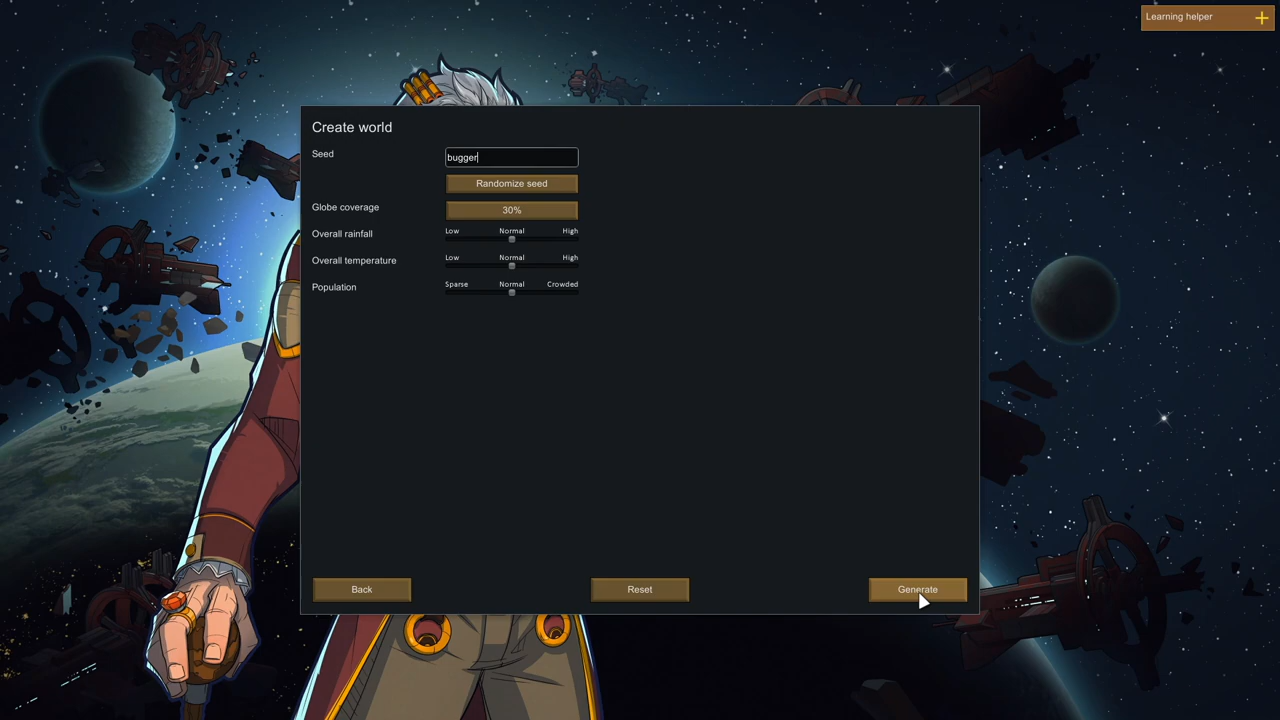 Learning helper
Create world
Seed
bugger
Randomize seed
Globe coverage
30%
Overall rainfall
Low Normal High
Overall temperature
Low Normal High
Population
Sparse Normal Crowded
Back Reset Generate